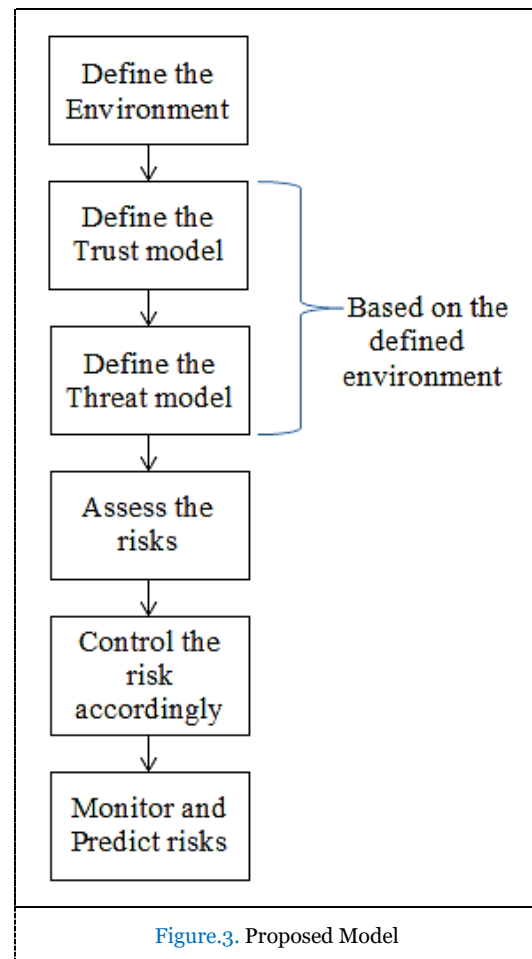 Define the
Environment
Define the
Trust model
Based on the
defined
environment
Define the
Threat model
Assess the
risks
Control the
risk
accordingly
Monitor and
Predict risks
Figure.3. Proposed Model